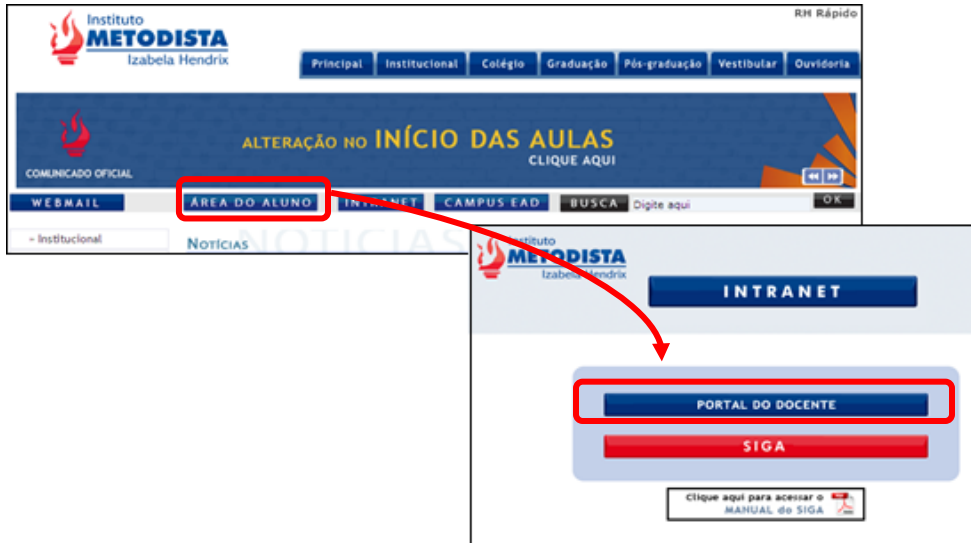 Instituto
METODISTA
Izabela Hendrix
RH Rápido
Principal Institucional Colégio Graduação Pós-graduação Vestibular Ouvidoria
ALTERAÇÃO NO INÍCIO DAS AULAS
CLIQUE AQUI
COMUNICADO OFICIAL
WEBMAIL ÁREA DO ALUNO INTRANET CAMPUS EAD BUSCA Digite aqui OK
- Institucional NOTÍCIAS NOTÍCIAS
Instituto
METODISTA
Izabela Hendrix
INTRANET
PORTAL DO DOCENTE
SIGA
Clique aqui para acessar o
MANUAL do SIGA